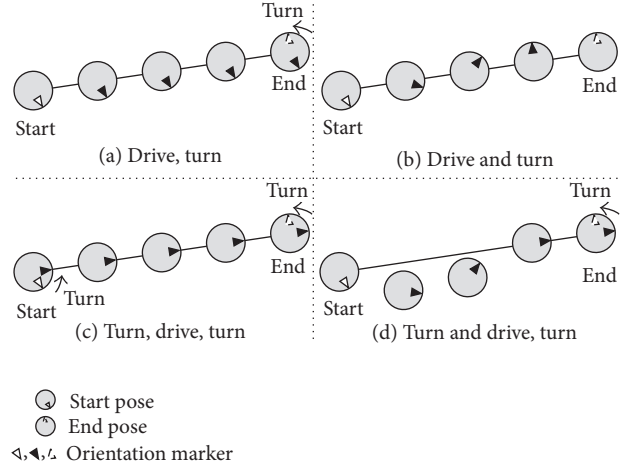 Turn
Start
End
(a) Drive, turn
Start
End
(b) Drive and turn
Turn
Start
Turn
End
(c) Turn, drive, turn
Turn
Start
End
(d) Turn and drive, turn
Start pose
End pose
, , Orientation marker